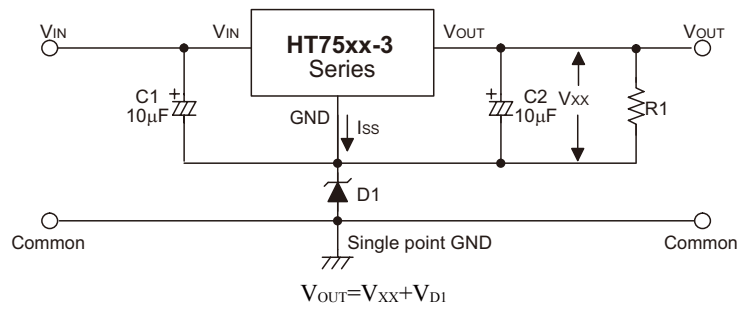 VIN VIN HT75xx-3 VOUT VOUT
Series
C1 + C2 + VXX R1
10μF 10μF
GND ISS
D1
Common Single point GND Common
VOUT=VXX+VD1